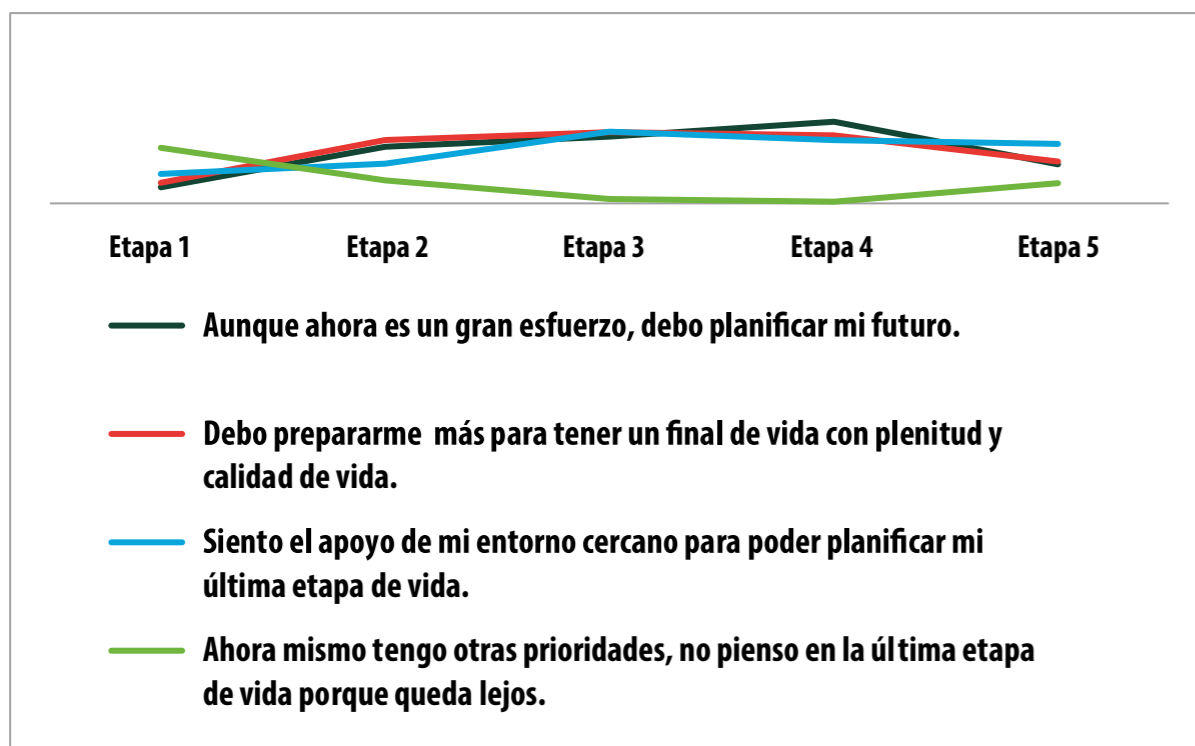 Etapa 1 Etapa 2 Etapa 3 Etapa 4 Etapa 5
Aunque ahora es un gran esfuerzo, debo planificar mi futuro.
Debo prepararme más para tener un final de vida con plenitud y
calidad de vida.
Siento el apoyo de mi entorno cercano para poder planificar mi
última etapa de vida.
Ahora mismo tengo otras prioridades, no pienso en la última etapa
de vida porque queda lejos.